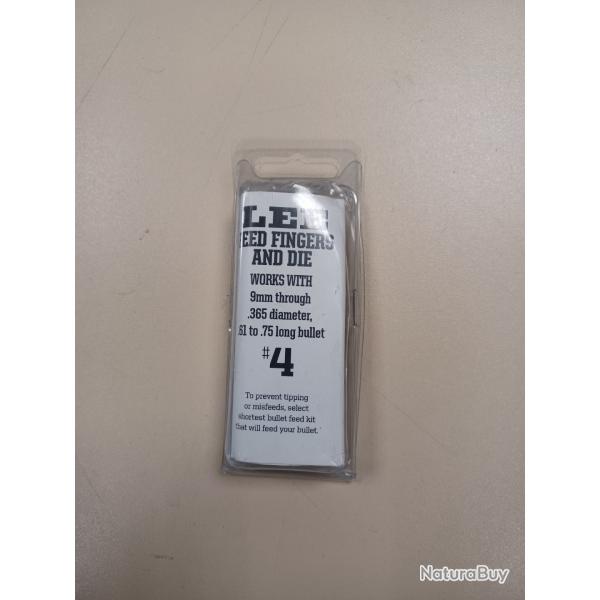 LEE
EED FINGERS
AND DIE
WORKS WITH
9mm through
.365 diameter,
.61 to .75 long bullet
#4
To prevent tipping
or misfeeds, select
shortest bullet feed kit
that will feed your bullet.
NaturaBuy